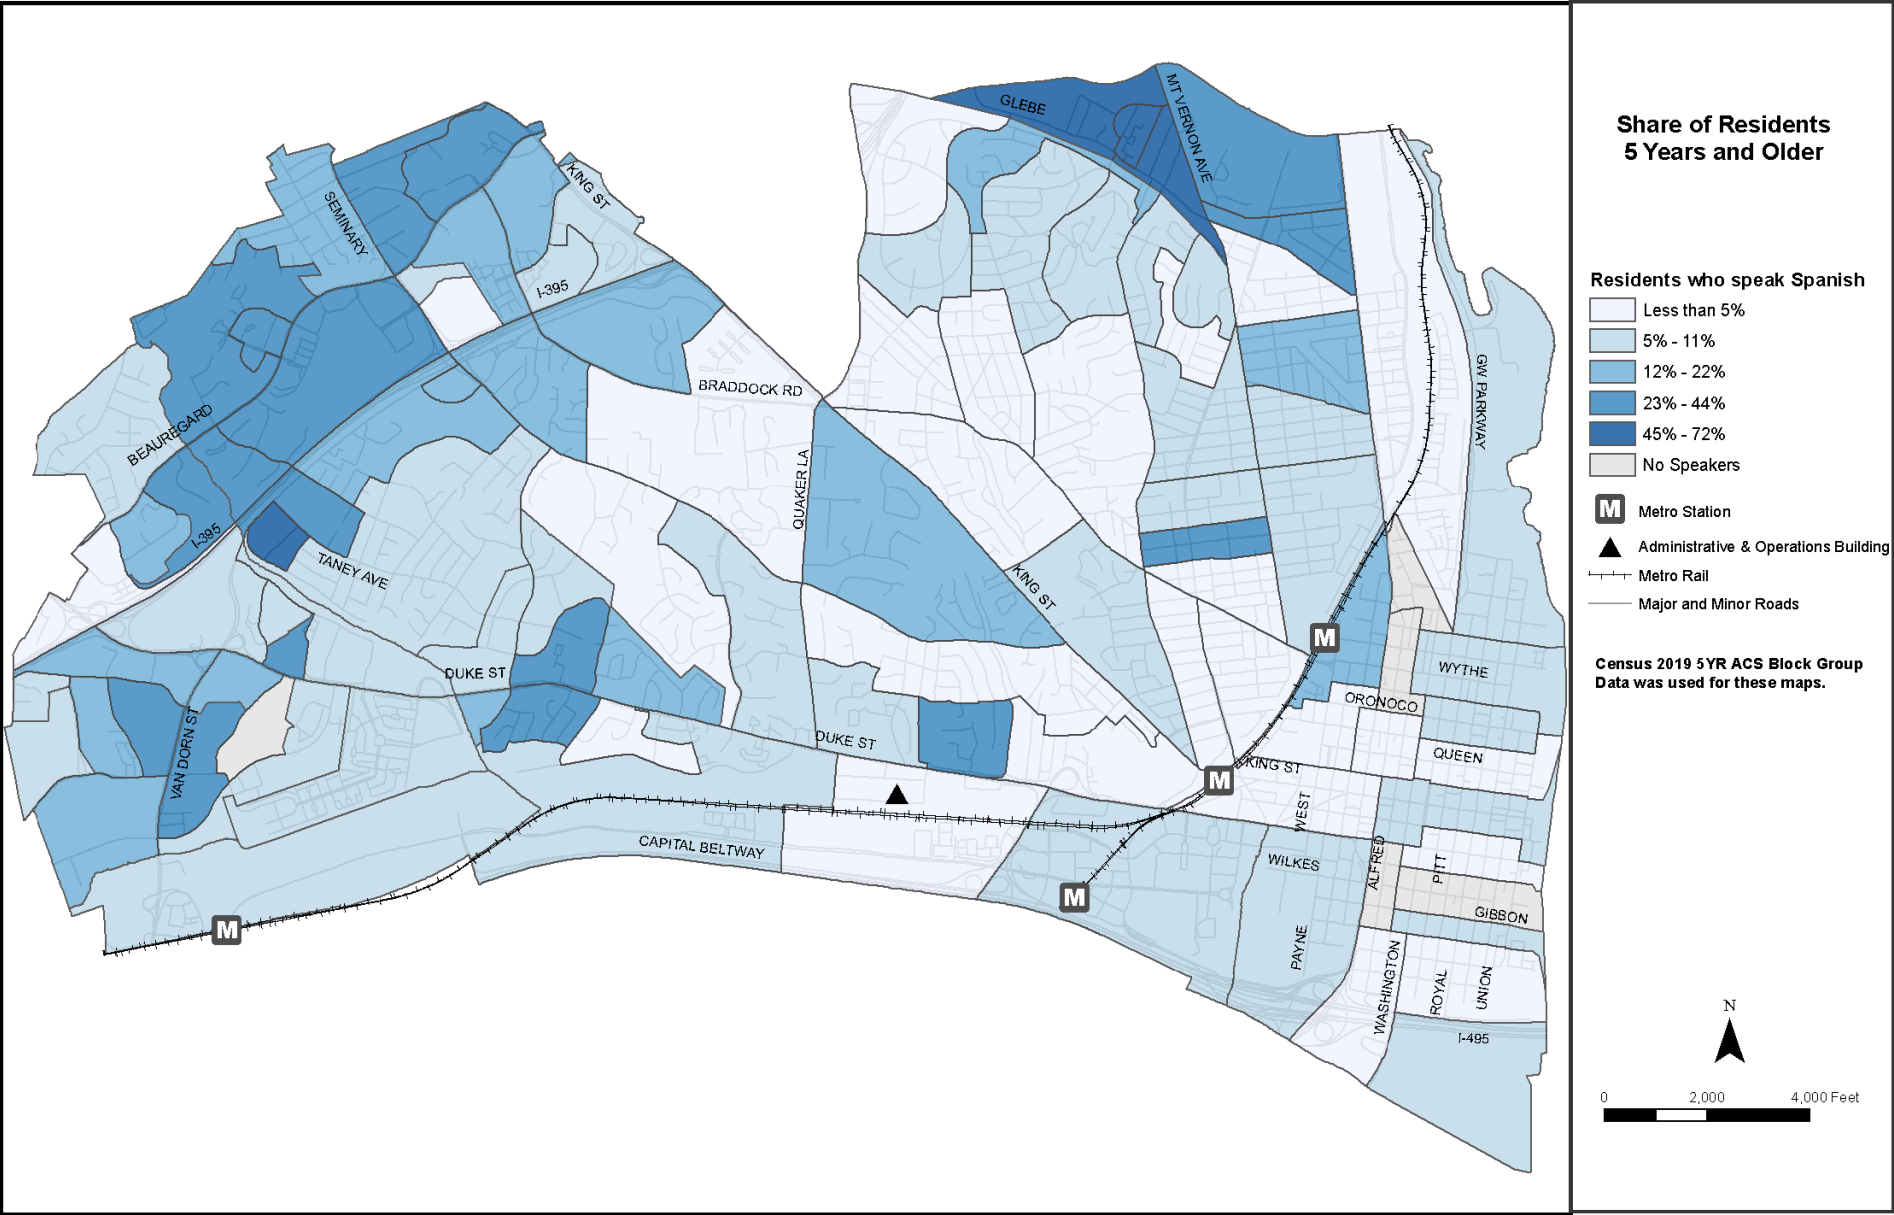 GLEBE
MT VERNON AVE
KING ST
SEMINARY
I-395
BRADDOCK RD
GW PARKWAY
BEAUREGARD
QUAKER LA
I-395
TANEY AVE
KING ST
M
DUKE ST
WYTHE
ORONOCO
VAN DORN ST
DUKE ST
QUEEN
KING ST
M
WEST
CAPITAL BELTWAY
WILKES
ALFRED
PITT
M
GIBSON
M
PAYNE
WASHINGTON
ROYAL
UNION
I-495
Share of Residents
5 Years and Older
Residents who speak Spanish
Less than 5%
5% - 11%
12% - 22%
23% - 44%
45% - 72%
No Speakers
M Metro Station
Administrative & Operations Building
Metro Rail
Major and Minor Roads
Census 2019 5YR ACS Block Group
Data was used for these maps.
N
0 2,000 4,000 Feet